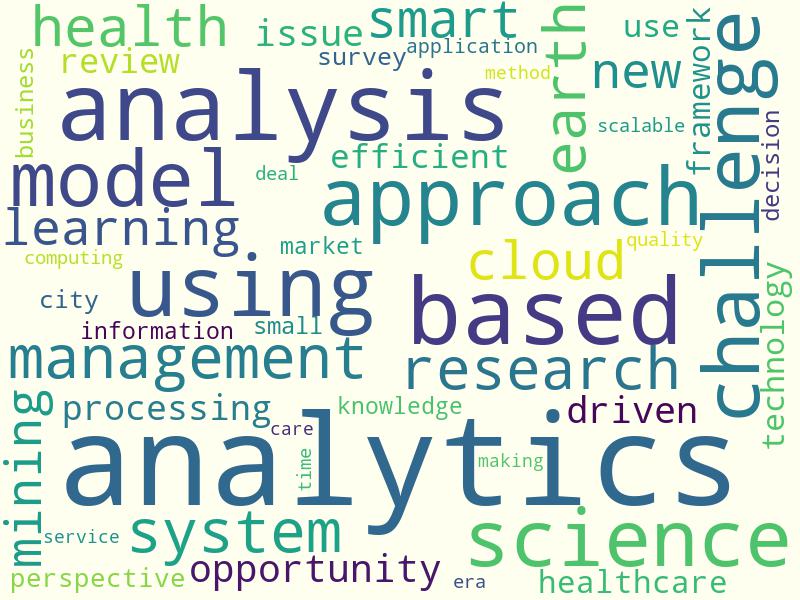 health
issue
smart
earth
use
framework
challenge
review
survey
application
method
new
business
analysis
scalable
decision
model
deal
efficient
approach
learning
market
cloud
quality
computing
using
city
based
technology
information
small
management
research
mining
processing
knowledge
driven
care
analytics
time
making
service
system
science
perspective
opportunity
era
healthcare